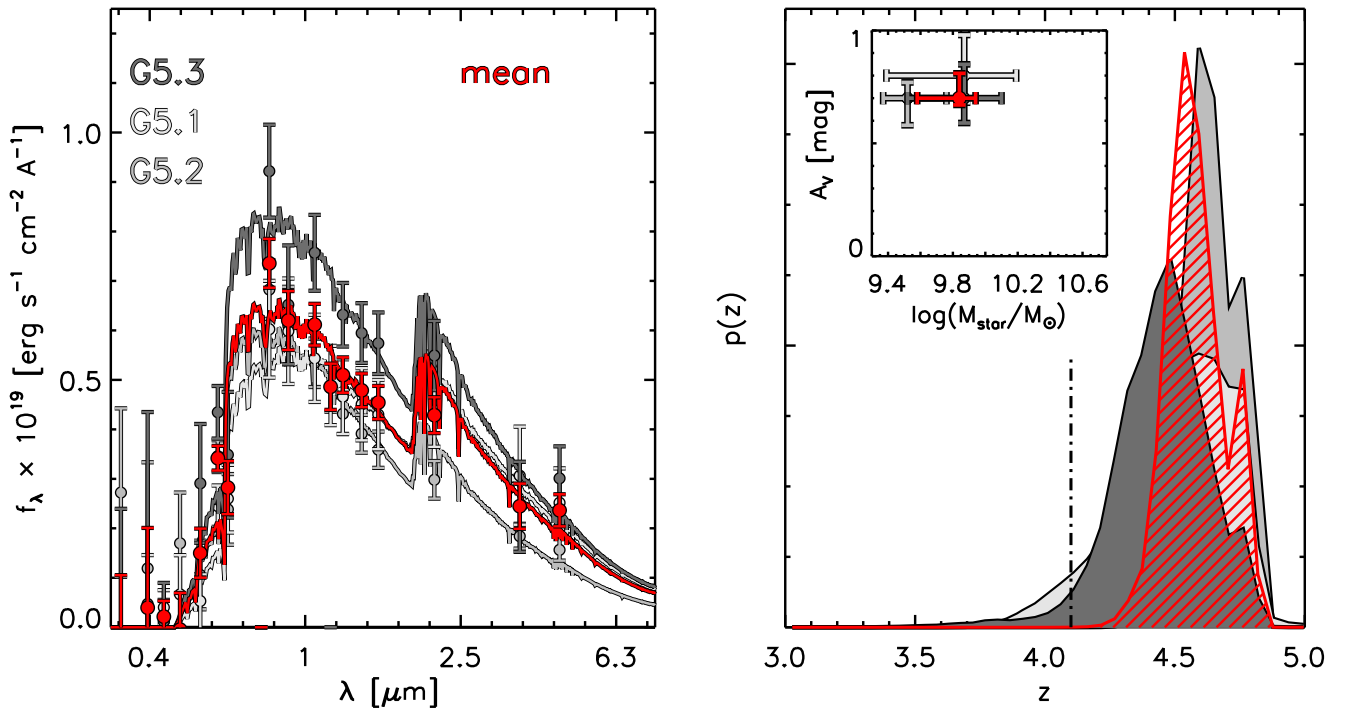 G5.3
mean
G5.1
G5.2
1.0
0.5
0.0
f_λ × 10^19 [erg s^−1 cm^−2 A^−1]
0.4 1 2.5 6.3
λ [μm]
1
0
A_V [mag]
9.4 9.8 10.2 10.6
log(M_star/M_⊙)
p(z)
3.0 3.5 4.0 4.5 5.0
z